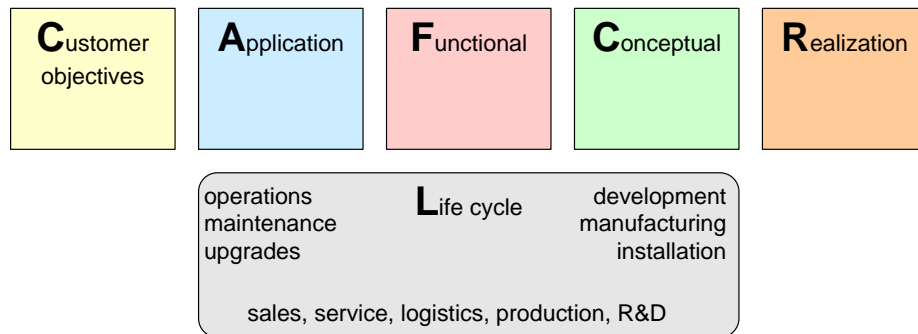 Customer
objectives
Application
Functional
Conceptual
Realization
operations
maintenance
upgrades
Life cycle
development
manufacturing
installation
sales, service, logistics, production, R&D